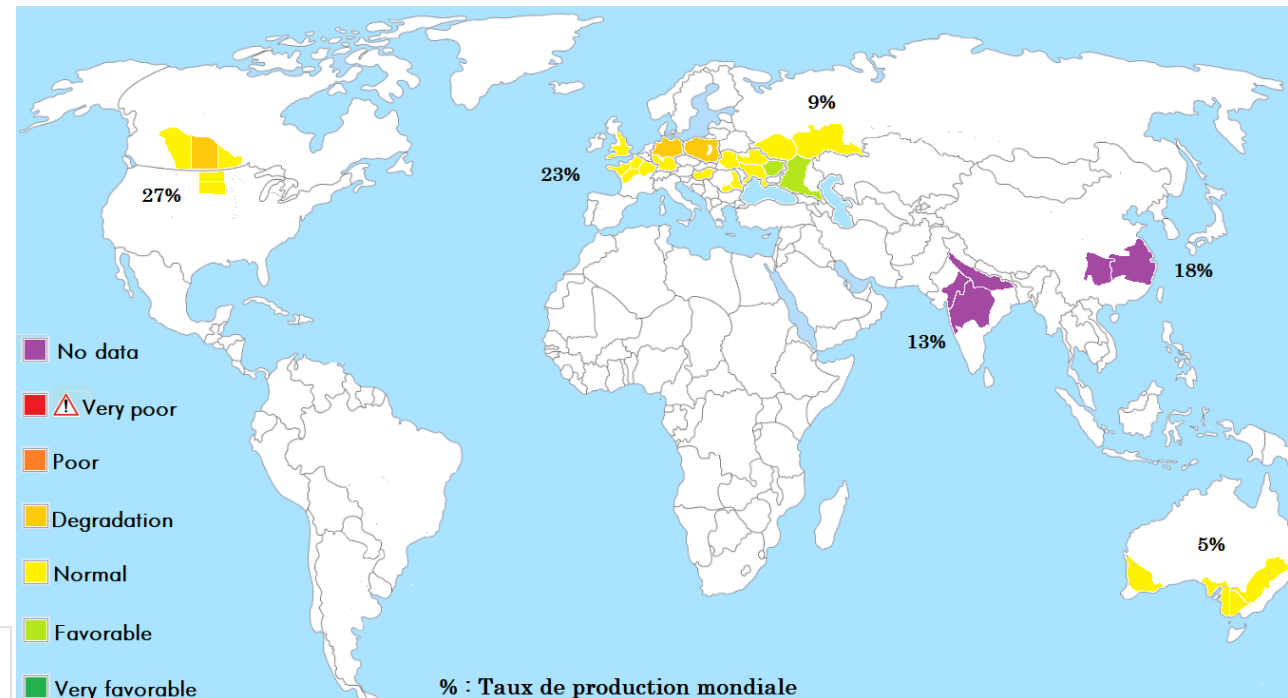 9%
23%
27%
18%
13%
5%
No data
Very poor
Poor
Degradation
Normal
Favorable
Very favorable
% : Taux de production mondiale